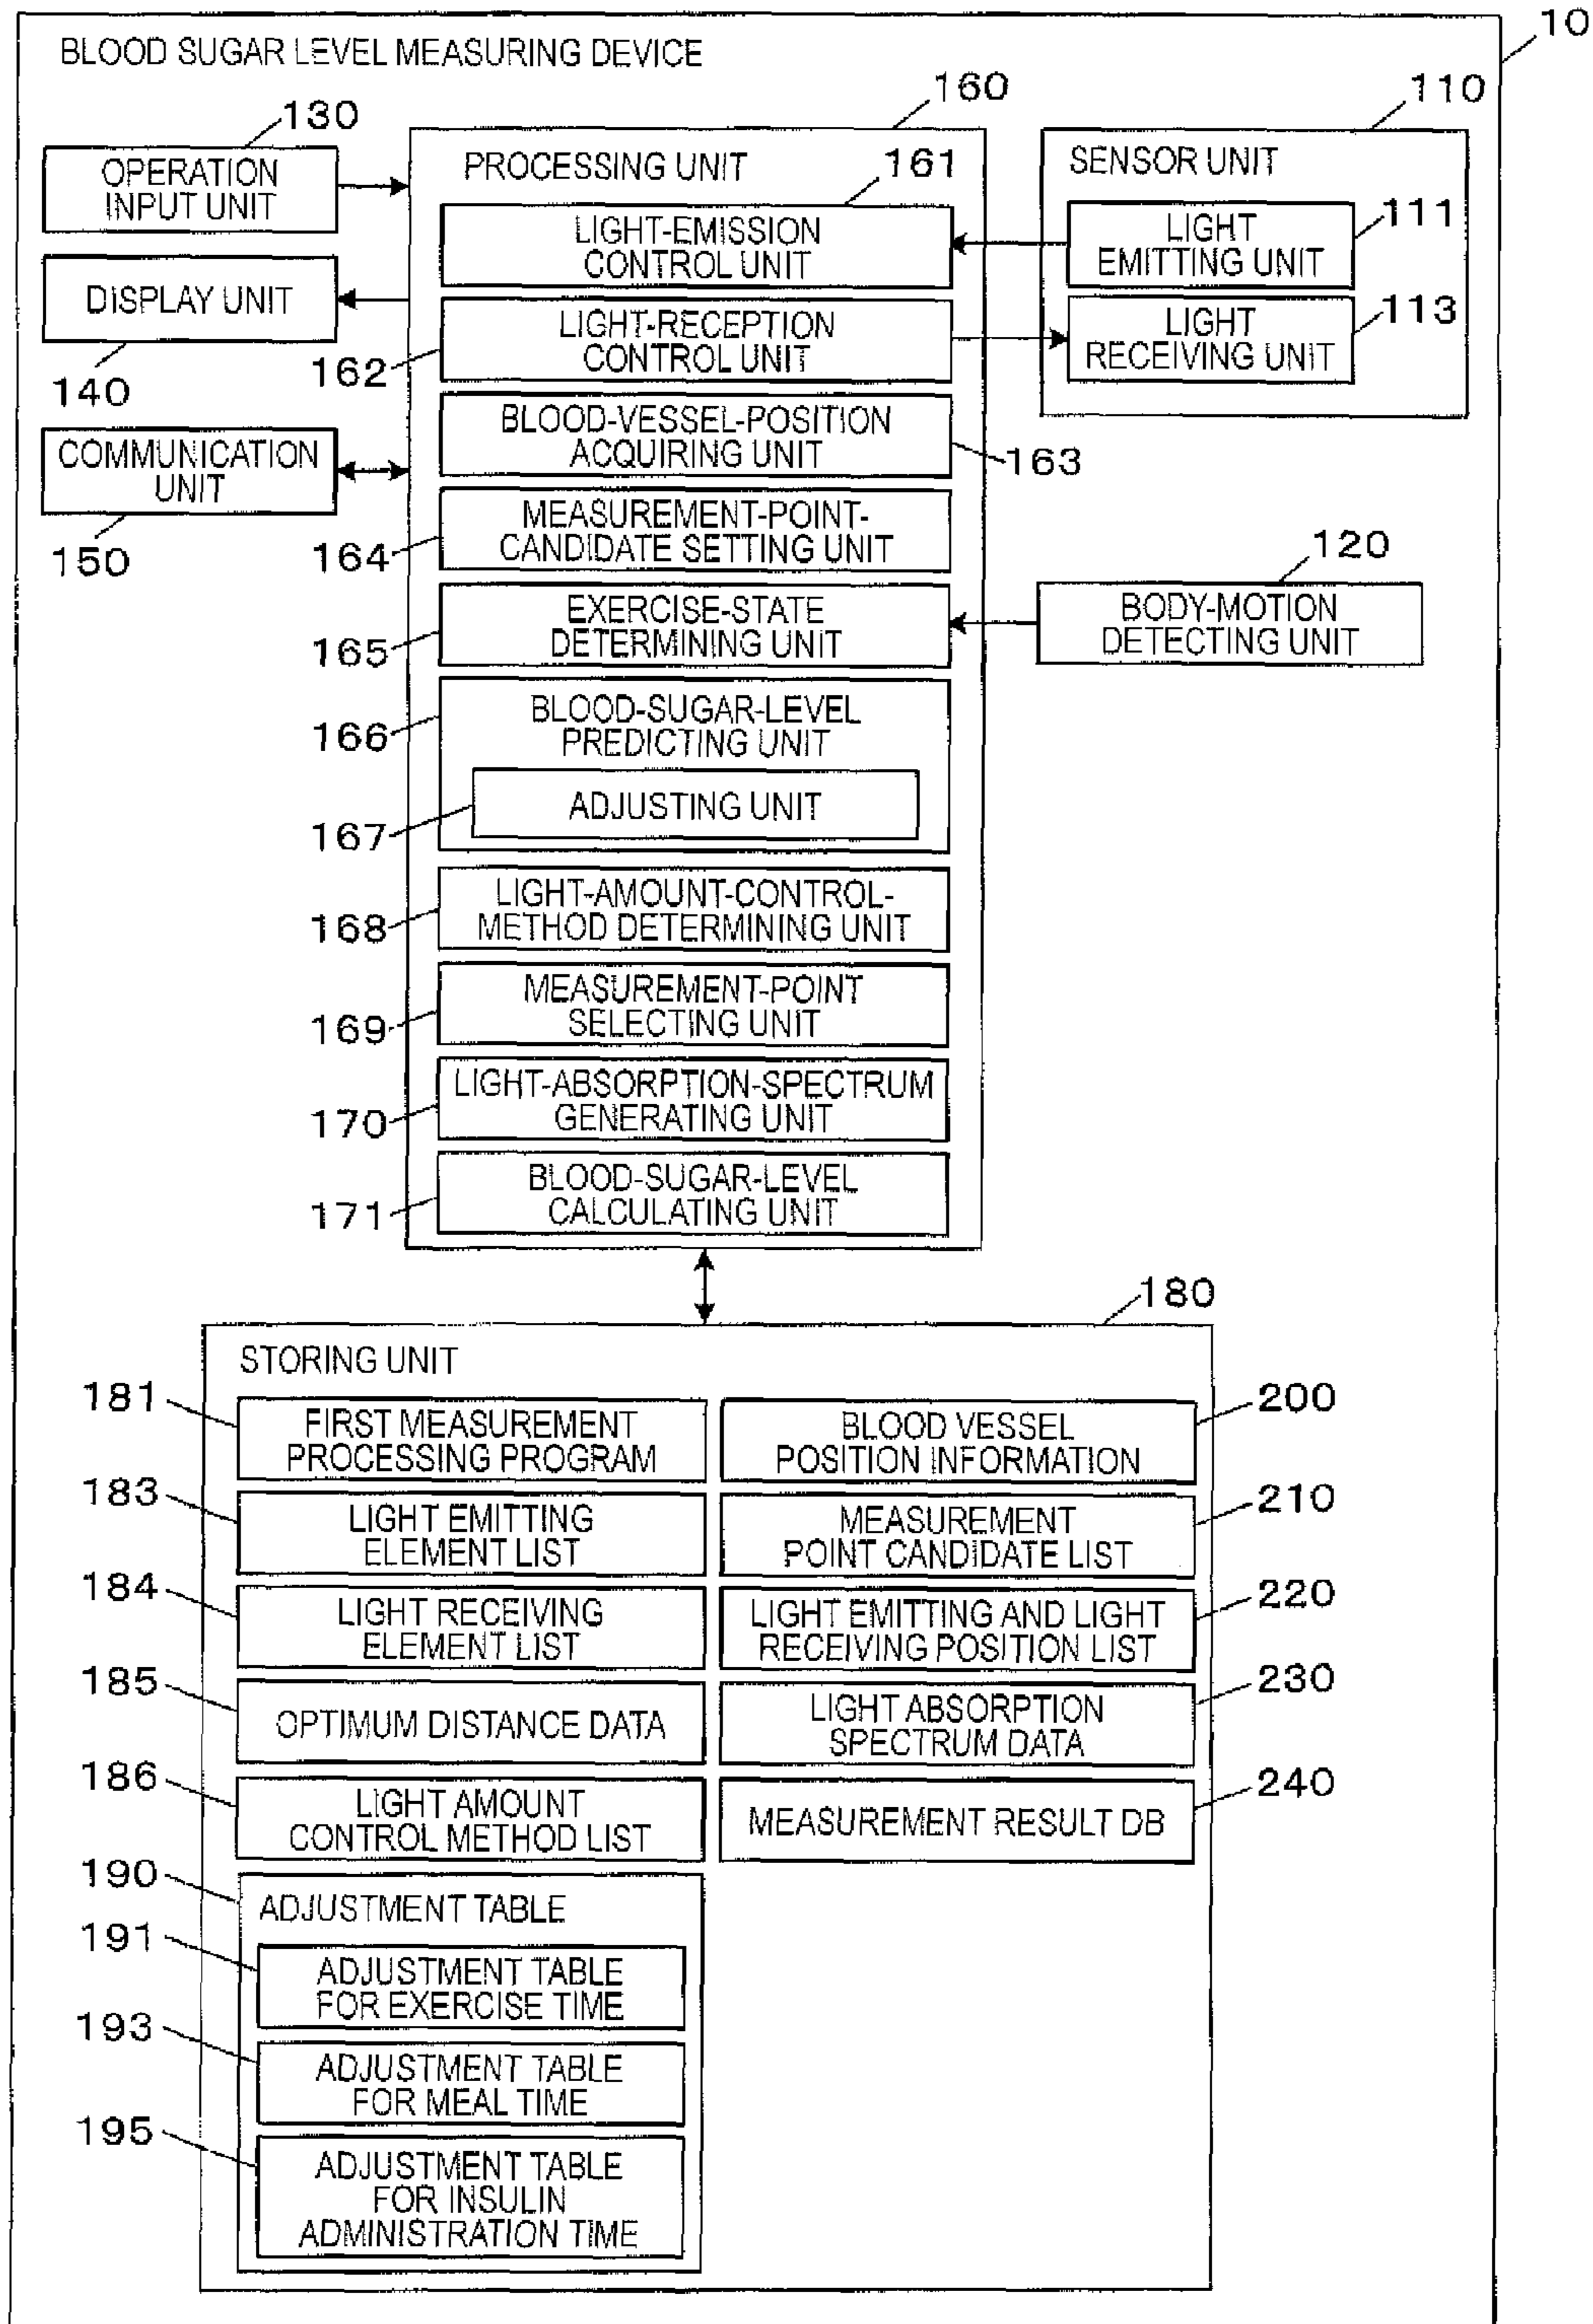 10
BLOOD SUGAR LEVEL MEASURING DEVICE
130
OPERATION
INPUT UNIT
DISPLAY UNIT
140
COMMUNICATION
UNIT
150
160
PROCESSING UNIT
161
LIGHT-EMISSION
CONTROL UNIT
LIGHT-RECEPTION
CONTROL UNIT
162
BLOOD-VESSEL-POSITION
ACQUIRING UNIT
163
MEASUREMENT-POINT-
CANDIDATE SETTING UNIT
164
EXERCISE-STATE
DETERMINING UNIT
165
BLOOD-SUGAR-LEVEL
PREDICTING UNIT
166
ADJUSTING UNIT
167
LIGHT-AMOUNT-CONTROL-
METHOD DETERMINING UNIT
168
MEASUREMENT-POINT
SELECTING UNIT
169
LIGHT-ABSORPTION-SPECTRUM
GENERATING UNIT
170
BLOOD-SUGAR-LEVEL
CALCULATING UNIT
171
110
SENSOR UNIT
LIGHT
EMITTING UNIT
111
LIGHT
RECEIVING UNIT
113
120
BODY-MOTION
DETECTING UNIT
180
STORING UNIT
181
FIRST MEASUREMENT
PROCESSING PROGRAM
183
LIGHT EMITTING
ELEMENT LIST
184
LIGHT RECEIVING
ELEMENT LIST
185
OPTIMUM DISTANCE DATA
186
LIGHT AMOUNT
CONTROL METHOD LIST
190
ADJUSTMENT TABLE
191
ADJUSTMENT TABLE
FOR EXERCISE TIME
193
ADJUSTMENT TABLE
FOR MEAL TIME
195
ADJUSTMENT TABLE
FOR INSULIN
ADMINISTRATION TIME
200
BLOOD VESSEL
POSITION INFORMATION
210
MEASUREMENT
POINT CANDIDATE LIST
220
LIGHT EMITTING AND LIGHT
RECEIVING POSITION LIST
230
LIGHT ABSORPTION
SPECTRUM DATA
240
MEASUREMENT RESULT DB